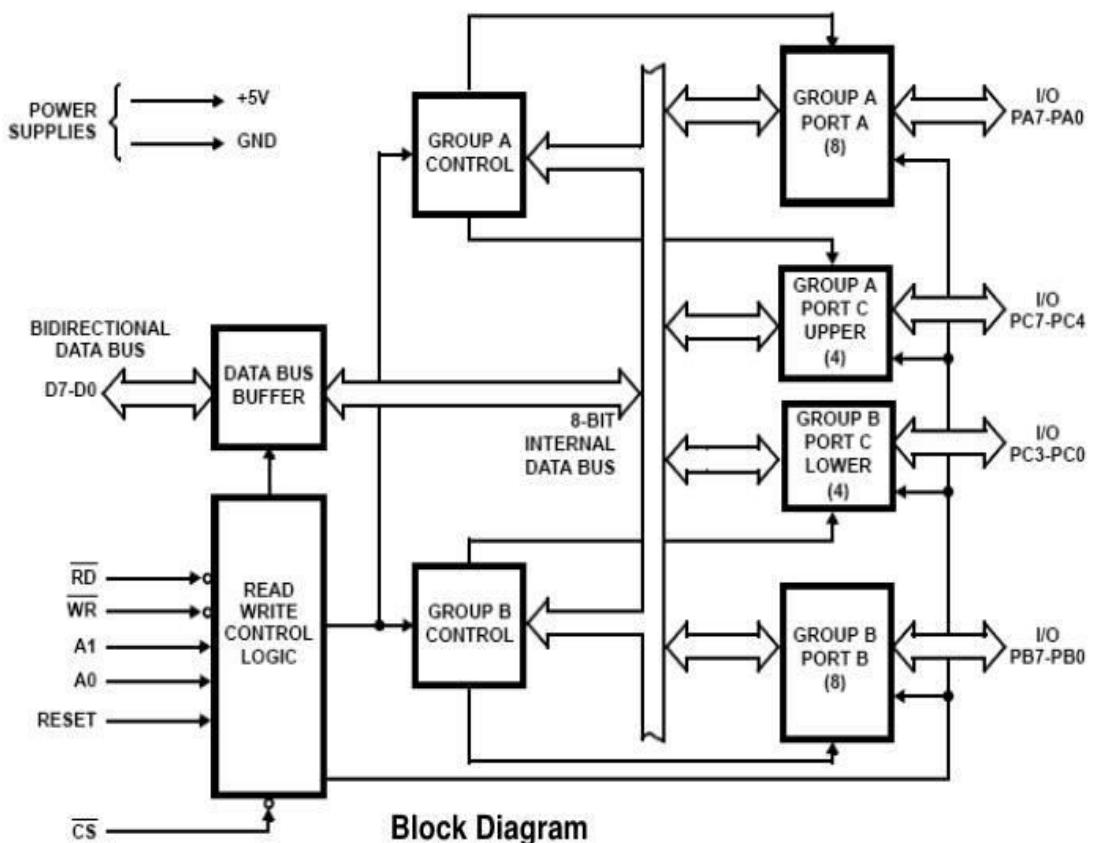 POWER
SUPPLIES
+5V
GND
GROUP A
CONTROL
GROUP A
PORT A
(8)
I/O
PA7-PA0
GROUP A
PORT C
UPPER
(4)
I/O
PC7-PC4
BIDIRECTIONAL
DATA BUS
D7-D0
DATA BUS
BUFFER
8-BIT
INTERNAL
DATA BUS
GROUP B
PORT C
LOWER
(4)
I/O
PC3-PC0
RD
WR
A1
A0
RESET
READ
WRITE
CONTROL
LOGIC
GROUP B
CONTROL
GROUP B
PORT B
(8)
I/O
PB7-PB0
CS
Block Diagram